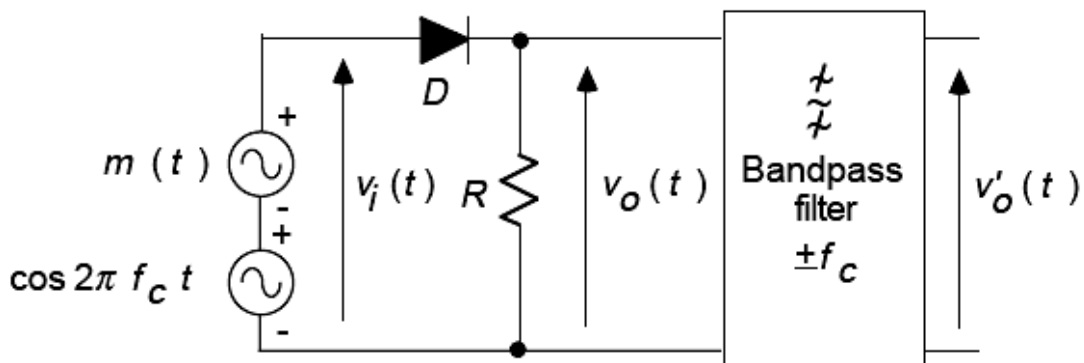 D
+
m (t)
-
v_i (t)
R
v_o (t)
Bandpass
filter
±f_c
v'_o (t)
+
cos 2π f_c t
-